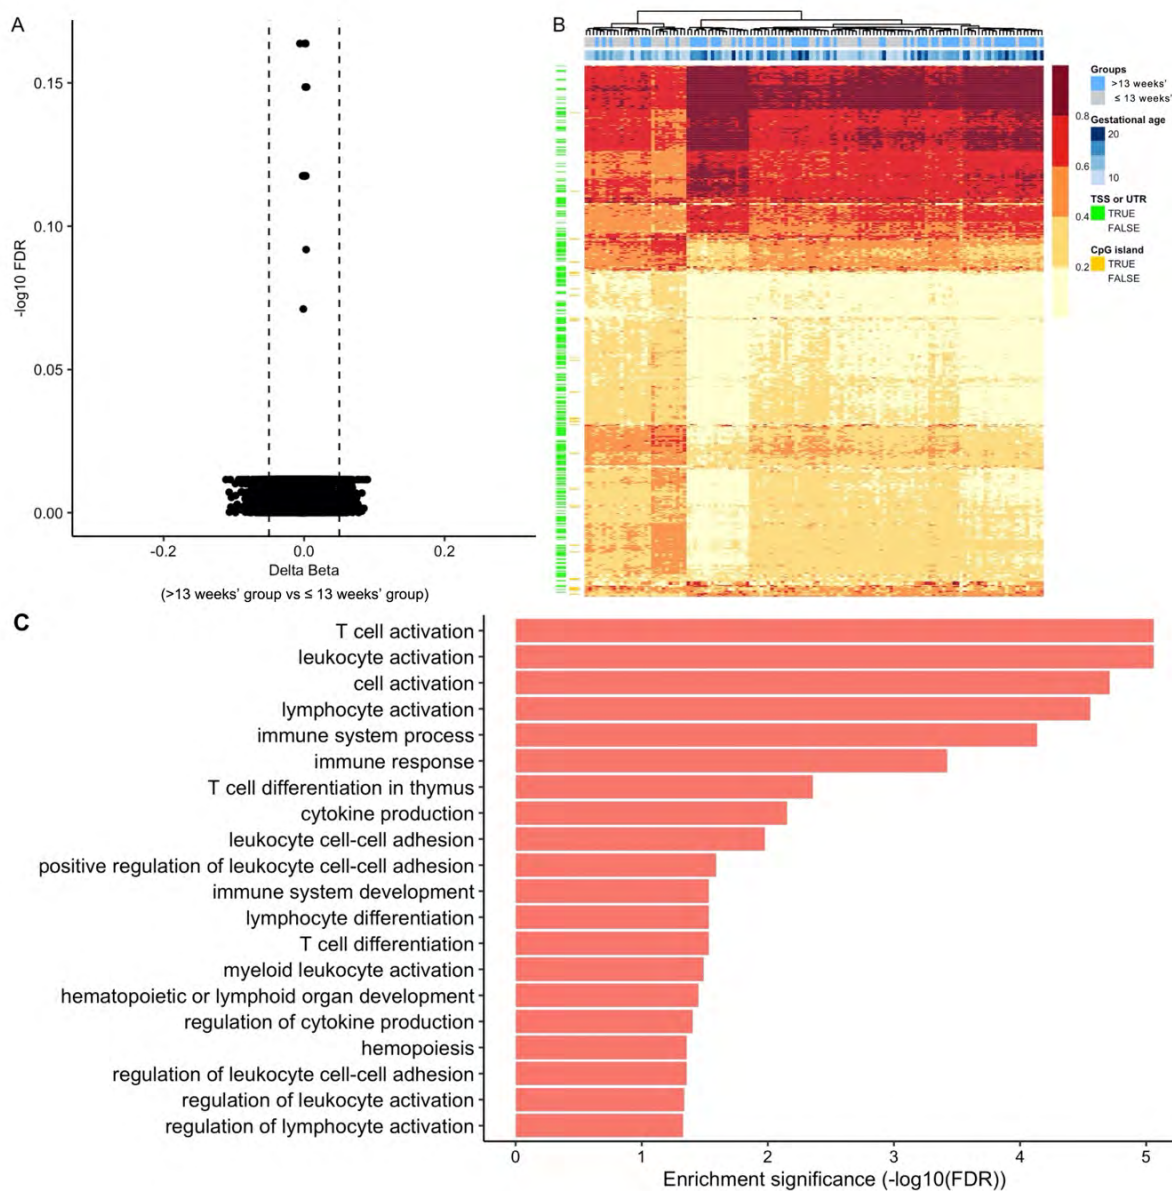 A
0.15
0.10
0.05
0.00
-log10 FDR
-0.2
0.0
0.2
Delta Beta
(>13 weeks' group vs ≤ 13 weeks' group)
B
0.8
0.6
0.4
0.2
Groups
>13 weeks'
≤ 13 weeks'
Gestational age
20
10
TSS or UTR
TRUE
FALSE
CpG island
TRUE
FALSE
C
T cell activation
leukocyte activation
cell activation
lymphocyte activation
immune system process
immune response
T cell differentiation in thymus
cytokine production
leukocyte cell-cell adhesion
positive regulation of leukocyte cell-cell adhesion
immune system development
lymphocyte differentiation
T cell differentiation
myeloid leukocyte activation
hematopoietic or lymphoid organ development
regulation of cytokine production
hemopoiesis
regulation of leukocyte cell-cell adhesion
regulation of leukocyte activation
regulation of lymphocyte activation
0
1
2
3
4
5
Enrichment significance (-log10(FDR))